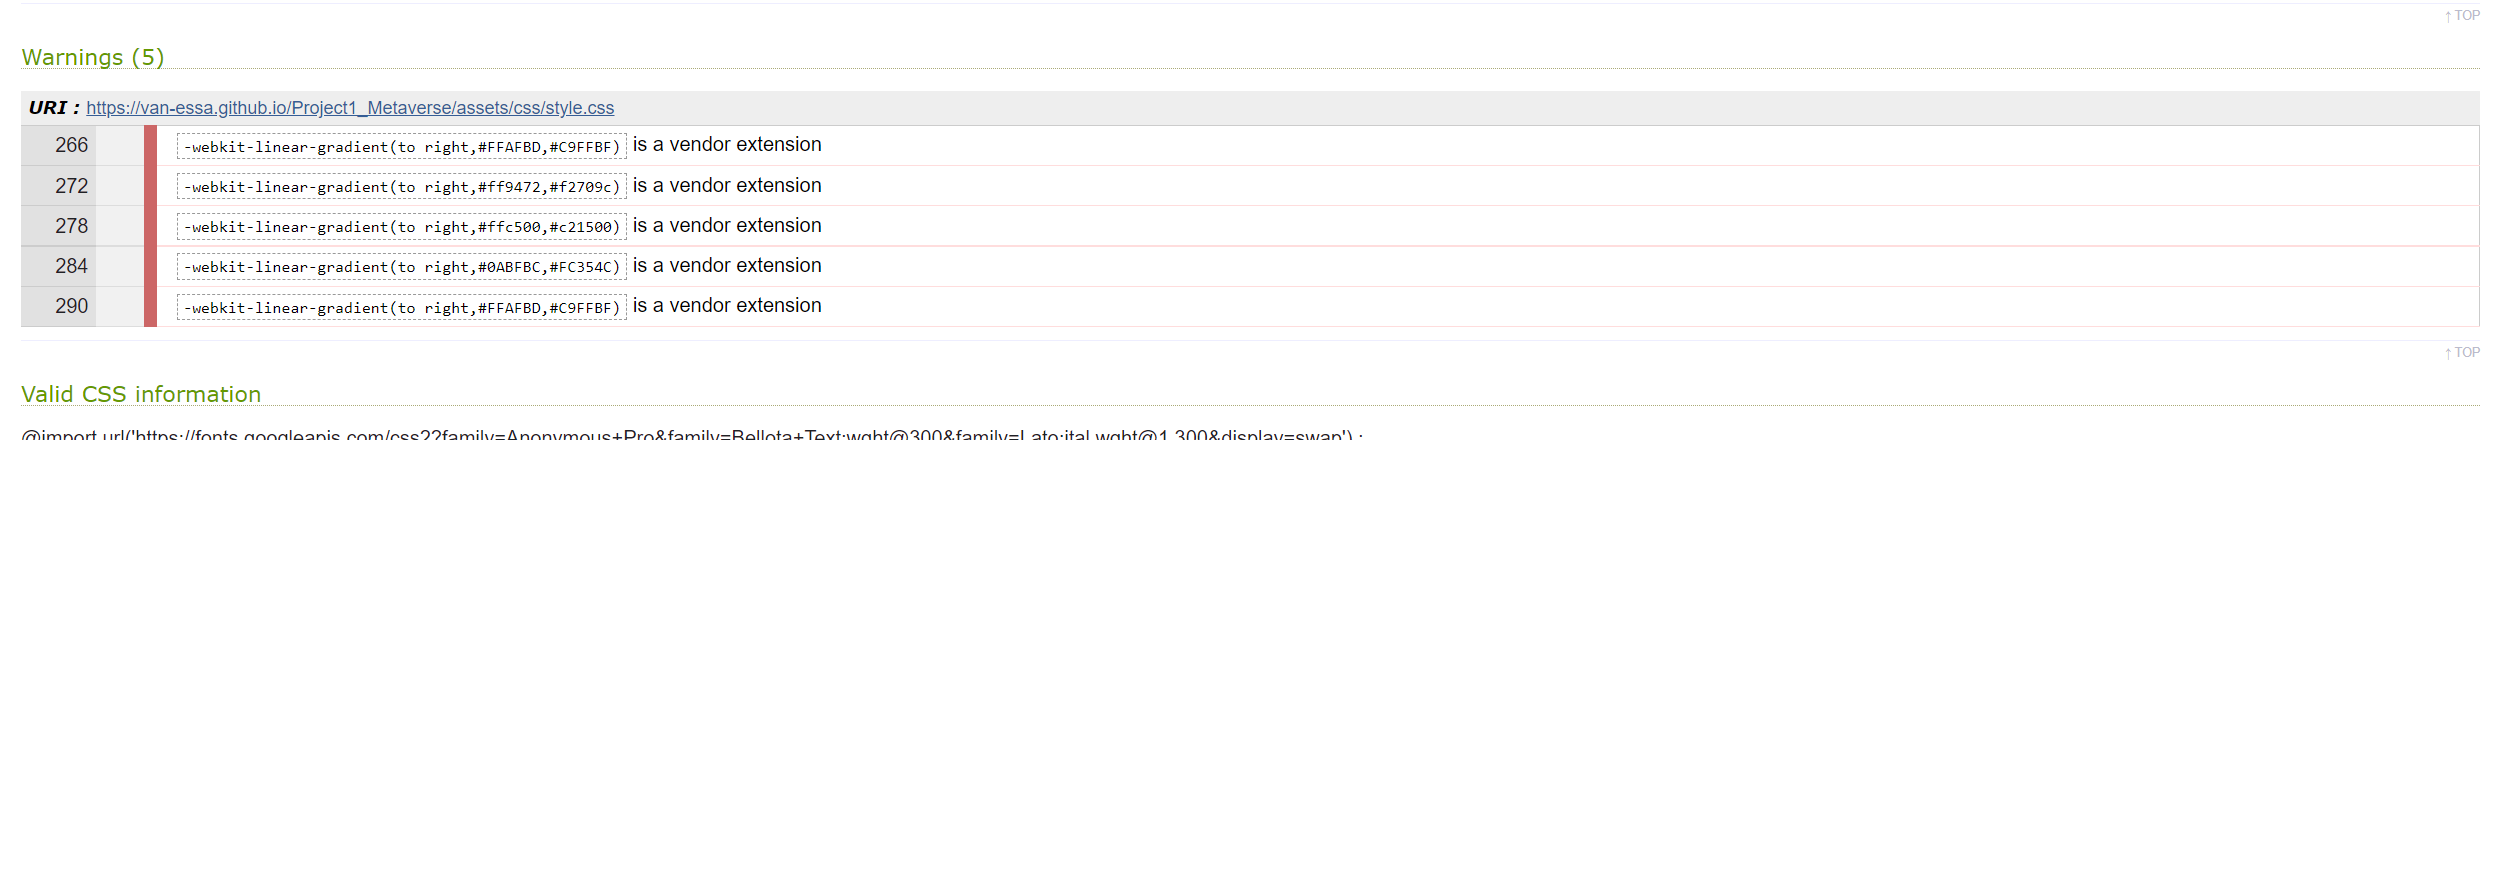 ↑ TOP
Warnings (5)
URI : https://van-essa.github.io/Project1_Metaverse/assets/css/style.css
266 -webkit-linear-gradient(to right,#FFAFBD,#C9FFBF) is a vendor extension
272 -webkit-linear-gradient(to right,#ff9472,#f2709c) is a vendor extension
278 -webkit-linear-gradient(to right,#ffc500,#c21500) is a vendor extension
284 -webkit-linear-gradient(to right,#0ABFBC,#FC354C) is a vendor extension
290 -webkit-linear-gradient(to right,#FFAFBD,#C9FFBF) is a vendor extension
↑ TOP
Valid CSS information
@import url('https://fonts.googleapis.com/css2?family=Anonymous+Pro&family=Bellota+Text:wght@300&family=Lato:ital,wght@1,300&display=swap') ;